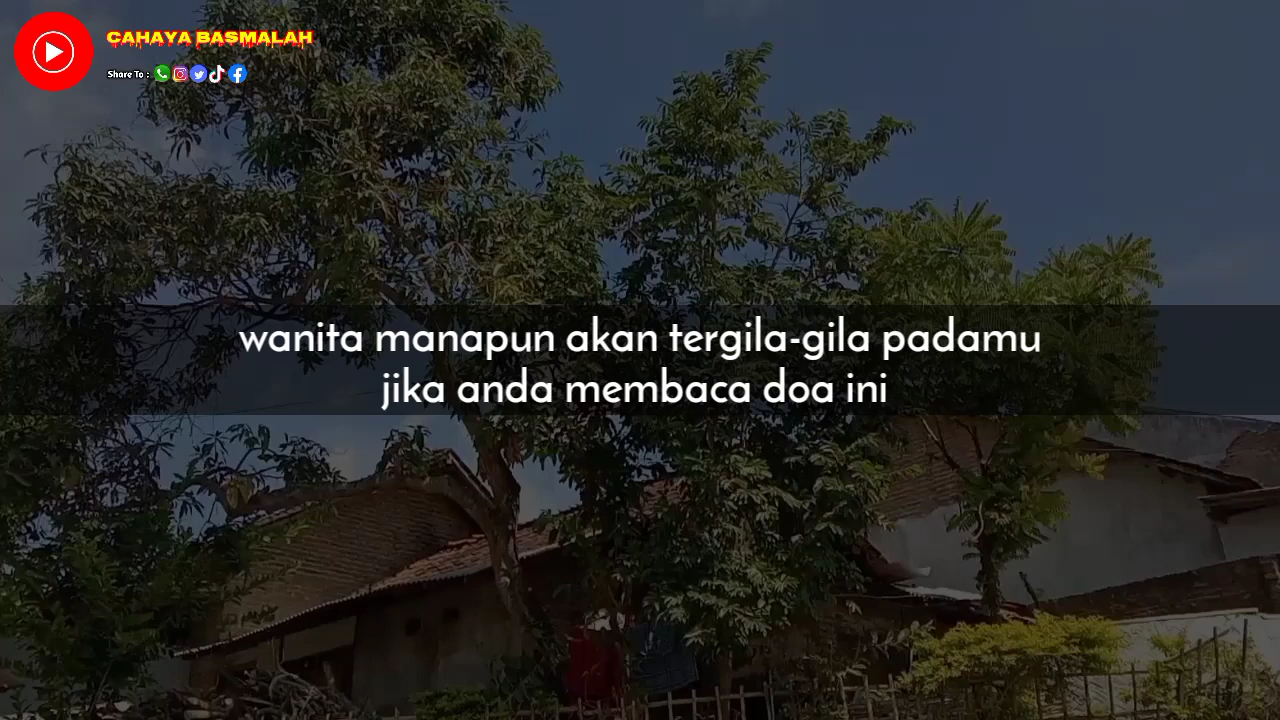 CAHAYA BASMALAH
Share To :
wanita manapun akan tergila-gila padamu
jika anda membaca doa ini